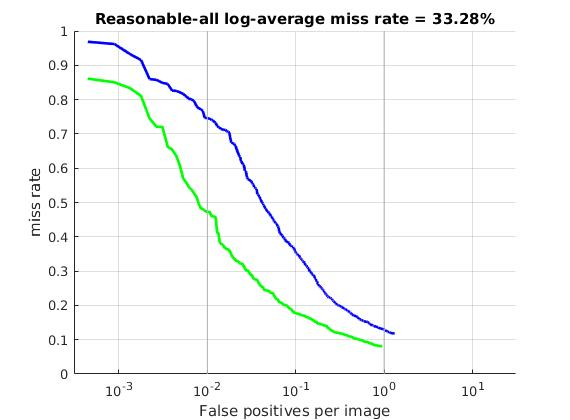 Reasonable-all log-average miss rate = 33.28%
1
0.9
0.8
0.7
0.6
0.5
0.4
0.3
0.2
0.1
0
miss rate
10-3 10-2 10-1 100 101
False positives per image